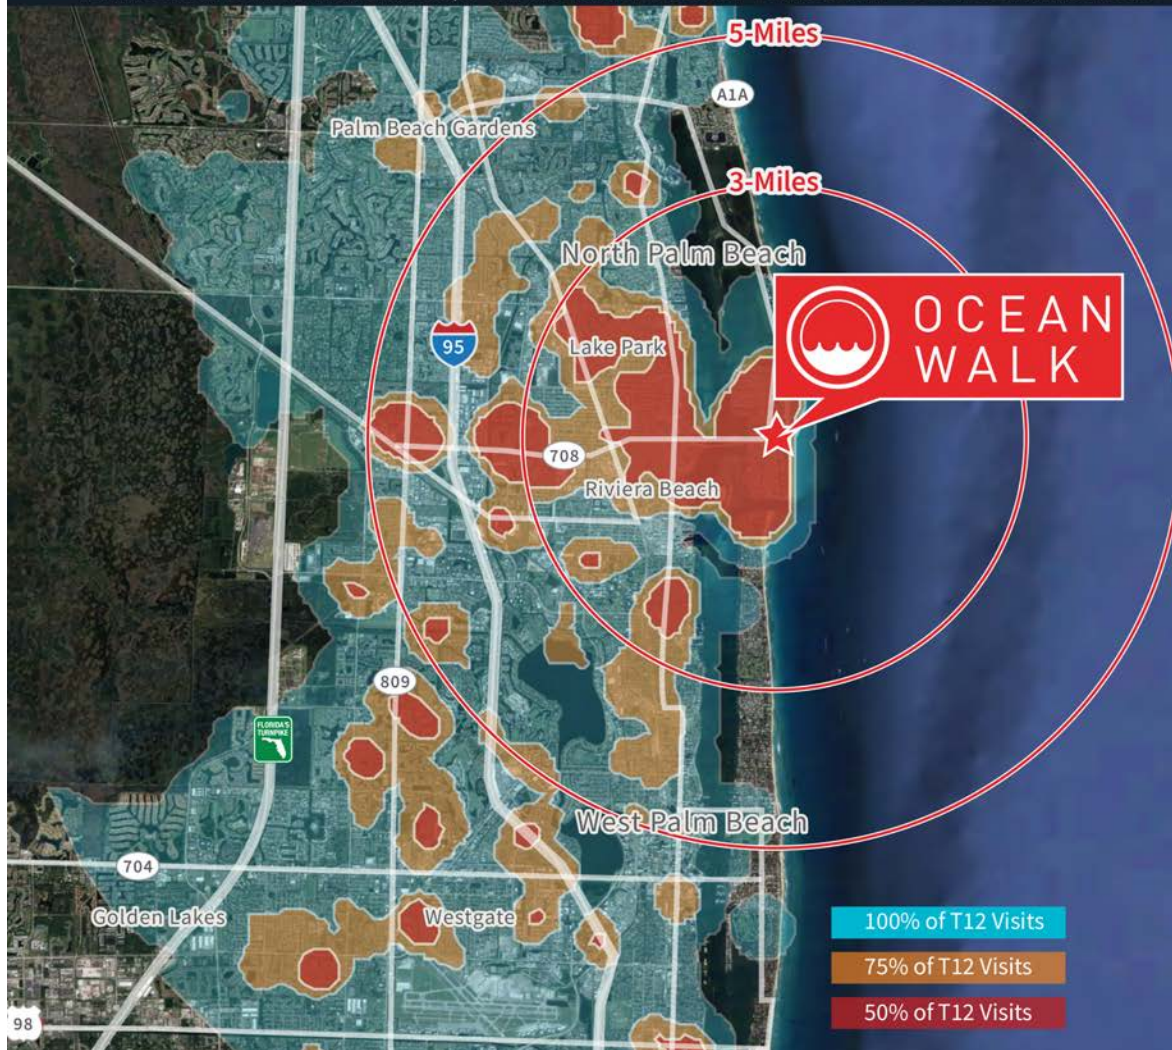 5-Miles
A1A
Palm Beach Gardens
3-Miles
North Palm Beach
OCEAN
WALK
95
Lake Park
708
Riviera Beach
809
FLORIDA'S
TURNPIKE
West Palm Beach
704
Golden Lakes
Westgate
100% of T12 Visits
75% of T12 Visits
50% of T12 Visits
98